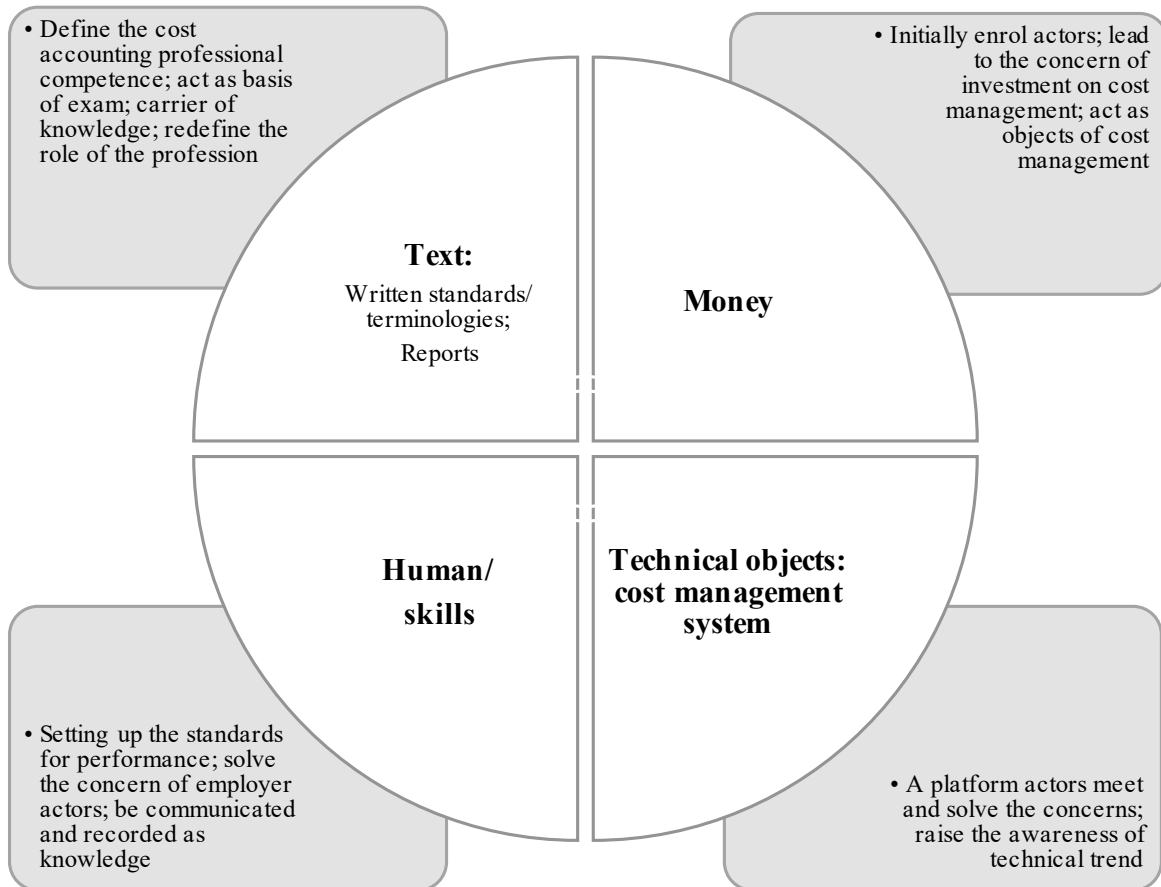 • Define the cost
accounting professional
competence; act as basis
of exam; carrier of
knowledge; redefine the
role of the profession
• Initially enrol actors; lead
to the concern of
investment on cost
management; act as
objects of cost
management
Text:
Written standards/
terminologies;
Reports
Money
Human/
skills
Technical objects:
cost management
system
• Setting up the standards
for performance; solve
the concern of employer
actors; be communicated
and recorded as
knowledge
• A platform actors meet
and solve the concerns;
raise the awareness of
technical trend